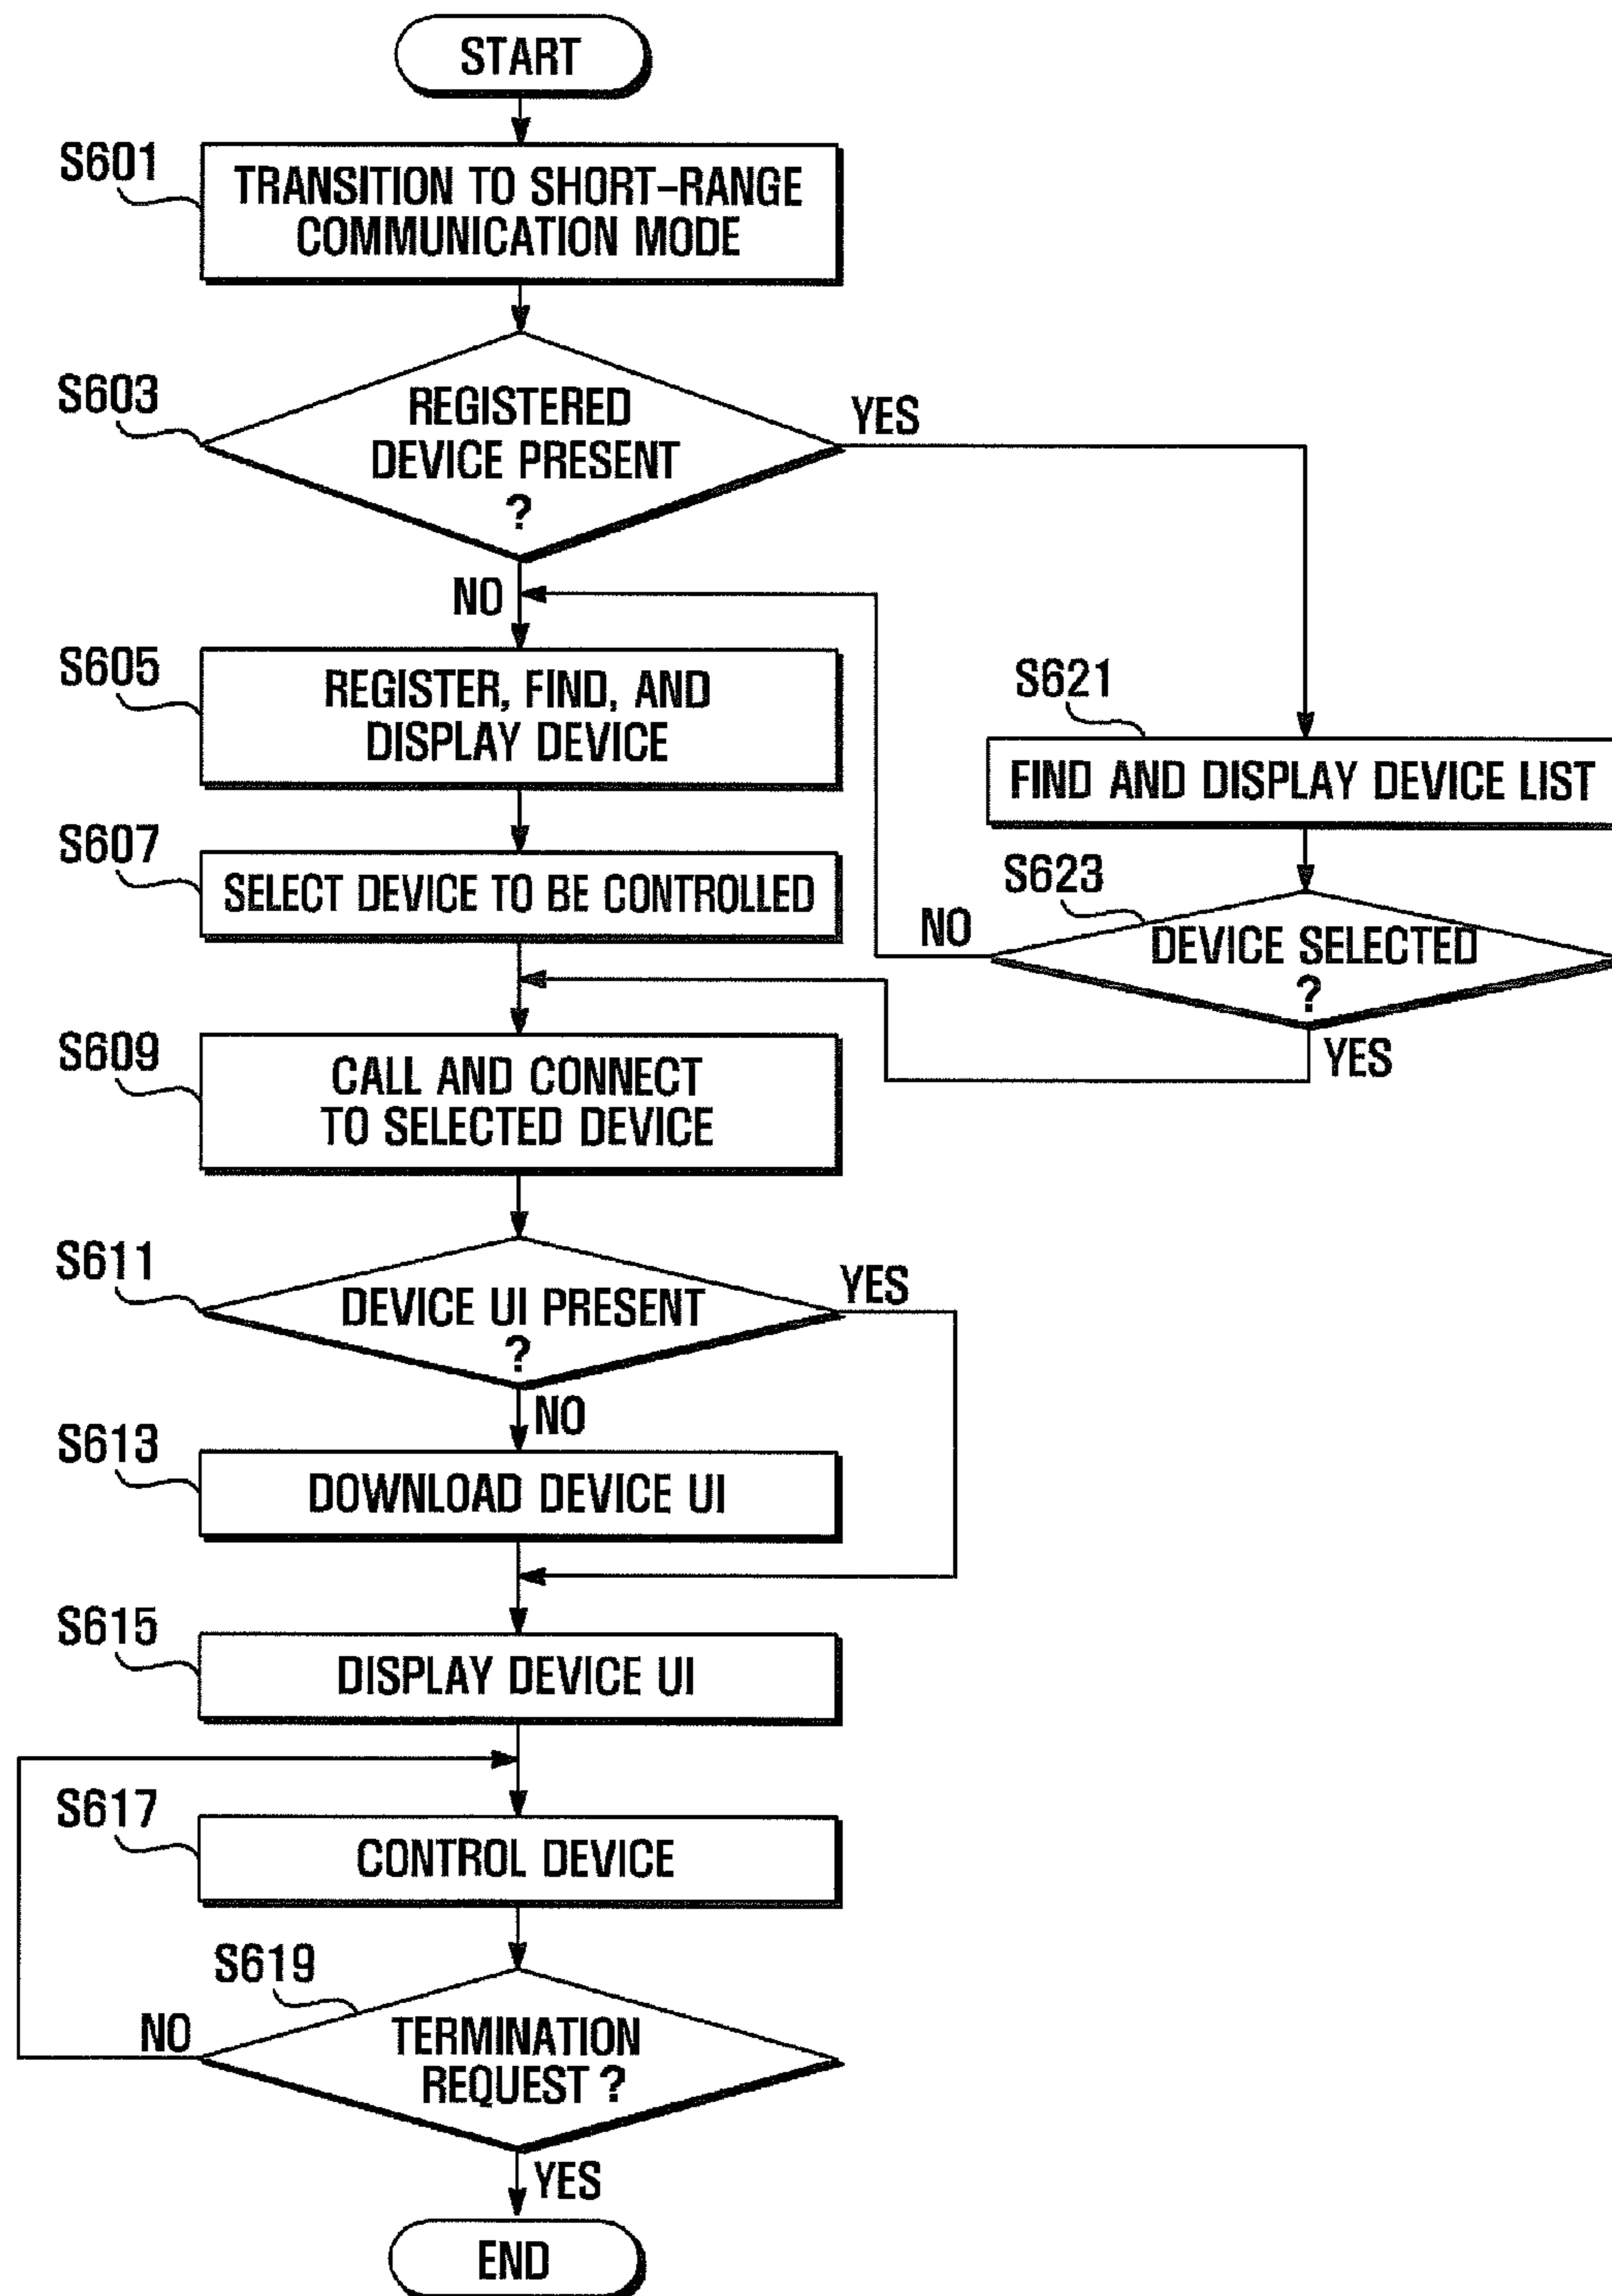 START
S601
TRANSITION TO SHORT-RANGE
COMMUNICATION MODE
S603
REGISTERED
DEVICE PRESENT
?
YES
NO
S605
REGISTER, FIND, AND
DISPLAY DEVICE
S621
FIND AND DISPLAY DEVICE LIST
S607
SELECT DEVICE TO BE CONTROLLED
S623
DEVICE SELECTED
?
NO
YES
S609
CALL AND CONNECT
TO SELECTED DEVICE
S611
DEVICE UI PRESENT
?
YES
NO
S613
DOWNLOAD DEVICE UI
S615
DISPLAY DEVICE UI
S617
CONTROL DEVICE
S619
TERMINATION
REQUEST ?
NO
YES
END